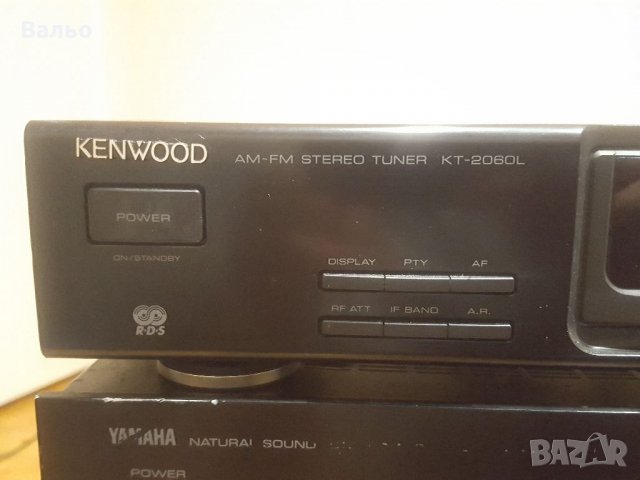 Вальо
KENWOOD AM-FM STEREO TUNER KT-2060L
POWER
ON/STANDBY
DISPLAY PTY AF
RF ATT IF BAND A.R.
R·D·S
YAMAHA NATURAL SOUND
POWER
BAZAR